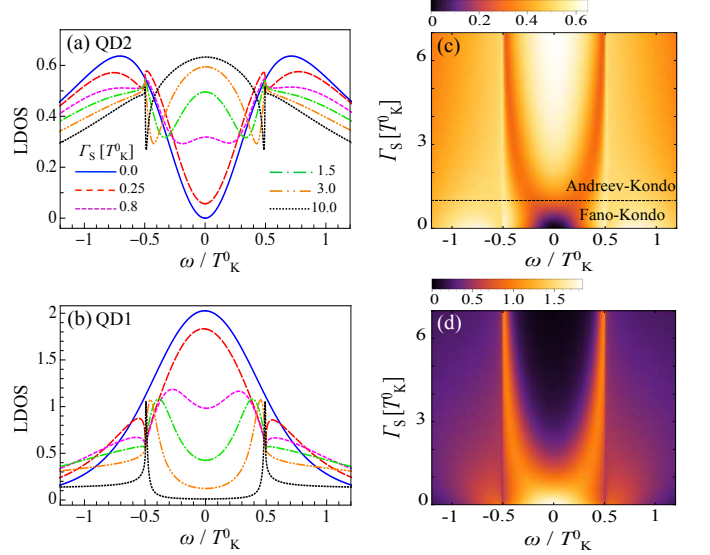 (a) QD2
LDOS
0.6
0.4
0.2
0
Γ_S [T^0_K]
0.0
0.25
0.8
1.5
3.0
10.0
−1 −0.5 0 0.5 1
ω / T^0_K
(b) QD1
LDOS
2
1.5
1
0.5
0
−1 −0.5 0 0.5 1
ω / T^0_K
0 0.2 0.4 0.6
(c)
Γ_S [T^0_K]
6
3
0
Andreev-Kondo
Fano-Kondo
−1 -0.5 0 0.5 1
ω / T^0_K
0 0.5 1.0 1.5
(d)
Γ_S [T^0_K]
6
3
0
−1 -0.5 0 0.5 1
ω / T^0_K